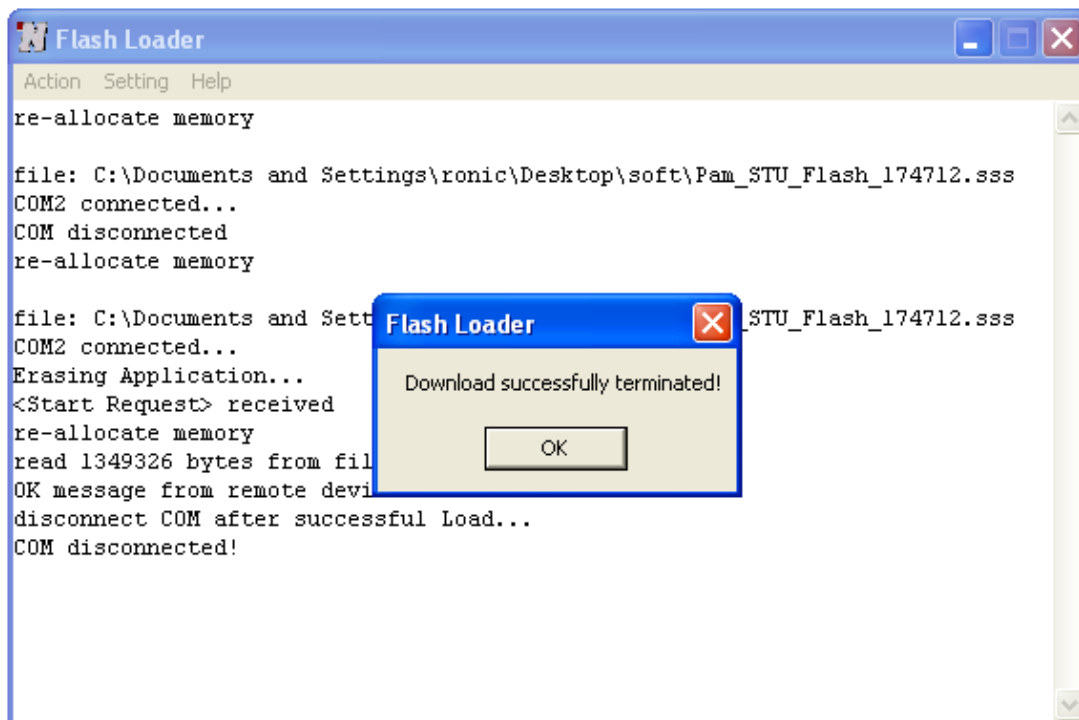 Flash Loader
Action Setting Help
re-allocate memory
file: C:\Documents and Settings\ronic\Desktop\soft\Pam_STU_Flash_174712.sss
COM2 connected...
COM disconnected
re-allocate memory
file: C:\Documents and Sett
_STU_Flash_174712.sss
COM2 connected...
Erasing Application...
<Start Request> received
re-allocate memory
read 1349326 bytes from fil
OK message from remote devi
disconnect COM after successful Load...
COM disconnected!
Flash Loader
Download successfully terminated!
OK